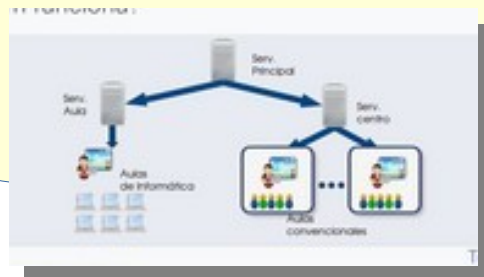 funciona?
Serv.
Principal
Serv.
Aula
Serv.
centro
Aulas
de Informática
Aulas
convencionales
T